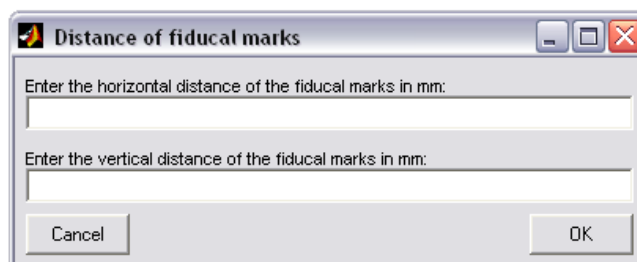 Distance of fiducal marks
Enter the horizontal distance of the fiducal marks in mm:
Enter the vertical distance of the fiducal marks in mm:
Cancel OK